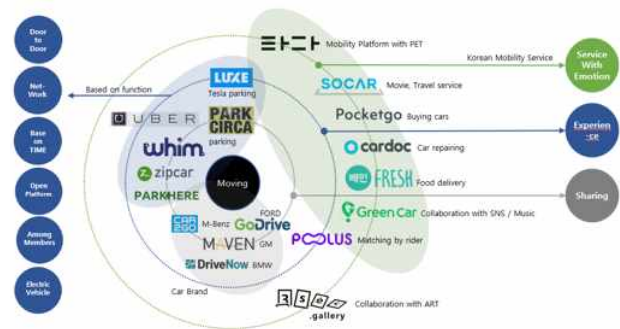 Door
to
Door
Net-
Work
Base
on
TIME
Open
Platform
Among
Members
Electric
Vehicle
Based on function
UBER
LUXE
Tesla parking
PARK
CIRCA
parking
whim
zipcar
PARKHERE
Moving
CAR
2GO
M-Benz
FORD
GoDrive
MAVEN GM
DriveNow BMW
Car Brand
타다 Mobility Platform with PET
Korean Mobility Service
SOCAR Movie, Travel service
Pocketgo Buying cars
cardoc Car repairing
배민 FRESH Food delivery
GreenCar Collaboration with SNS / Music
POOLUS Matching by rider
.gallery
Collaboration with ART
Service
With
Emotion
Experien
-ce
Sharing